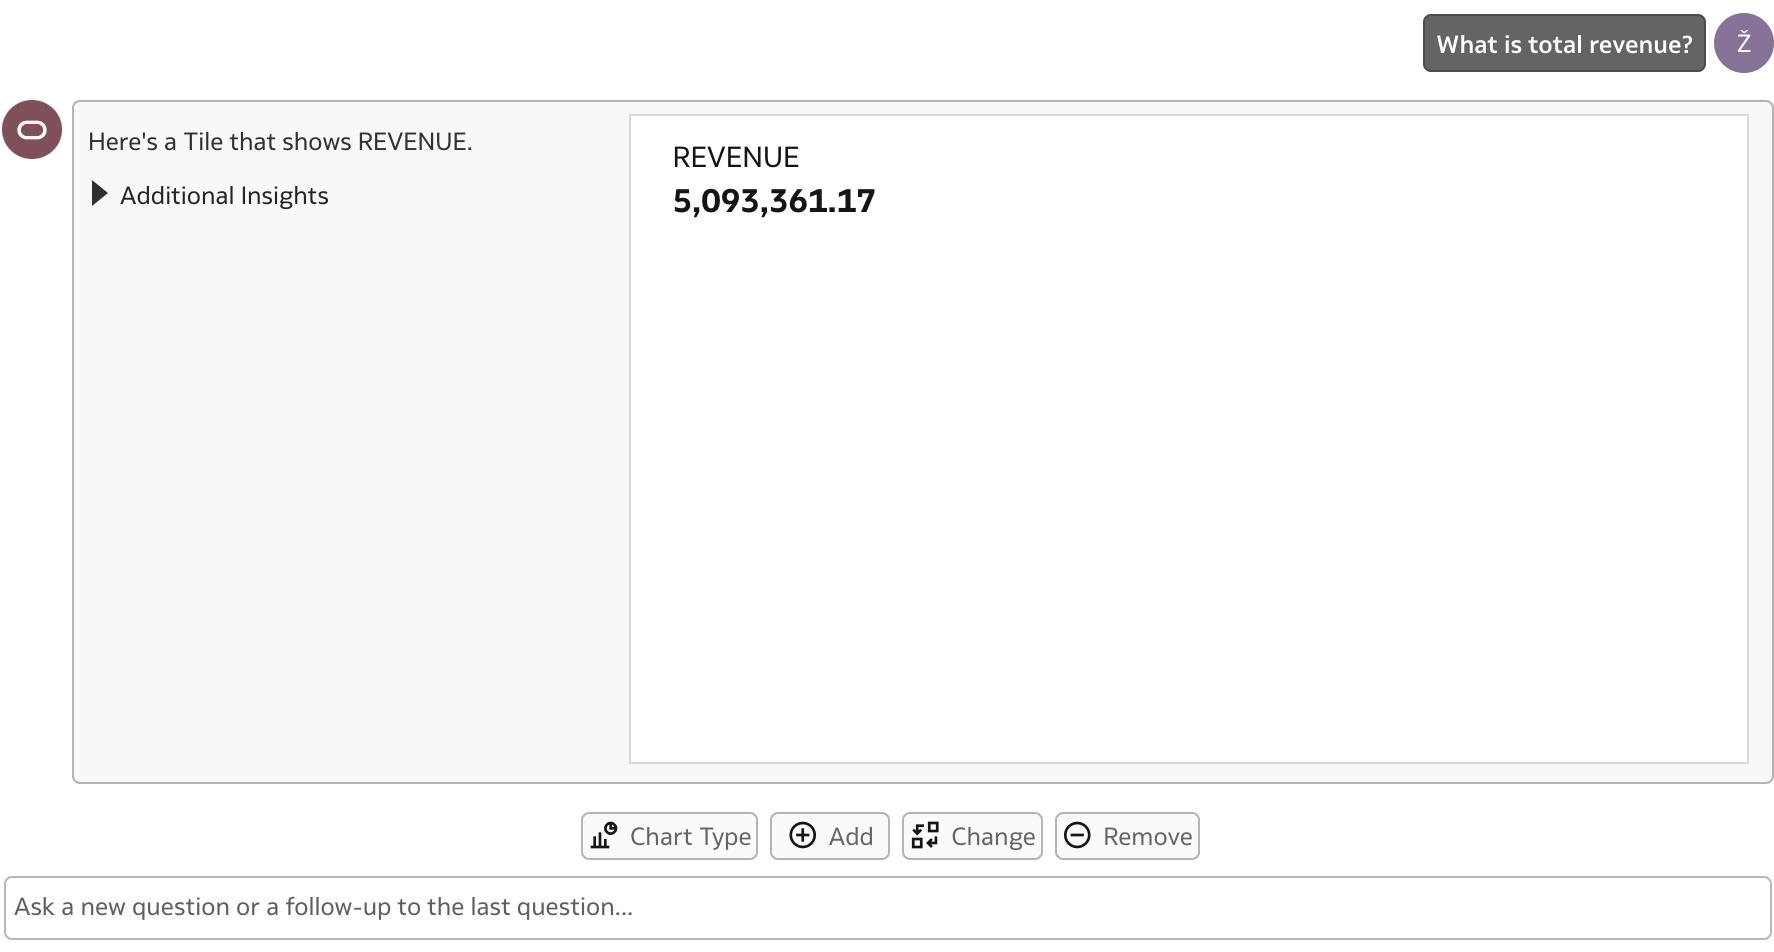 What is total revenue?
Ž
Here's a Tile that shows REVENUE.
Additional Insights
REVENUE
5,093,361.17
Chart Type
Add
Change
Remove
Ask a new question or a follow-up to the last question...